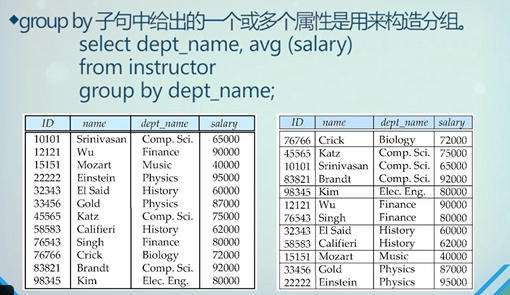 ◆group by 子句中给出的一个或多个属性是用来构造分组。
select dept_name, avg (salary)
from instructor
group by dept_name;
ID name dept_name salary
10101 Srinivasan Comp. Sci. 65000
12121 Wu Finance 90000
15151 Mozart Music 40000
22222 Einstein Physics 95000
32343 El Said History 60000
33456 Gold Physics 87000
45565 Katz Comp. Sci. 75000
58583 Califieri History 62000
76543 Singh Finance 80000
76766 Crick Biology 72000
83821 Brandt Comp. Sci. 92000
98345 Kim Elec. Eng. 80000
ID name dept_name salary
76766 Crick Biology 72000
45565 Katz Comp. Sci. 75000
10101 Srinivasan Comp. Sci. 65000
83821 Brandt Comp. Sci. 92000
98345 Kim Elec. Eng. 80000
12121 Wu Finance 90000
76543 Singh Finance 80000
32343 El Said History 60000
58583 Califieri History 62000
15151 Mozart Music 40000
33456 Gold Physics 87000
22222 Einstein Physics 95000